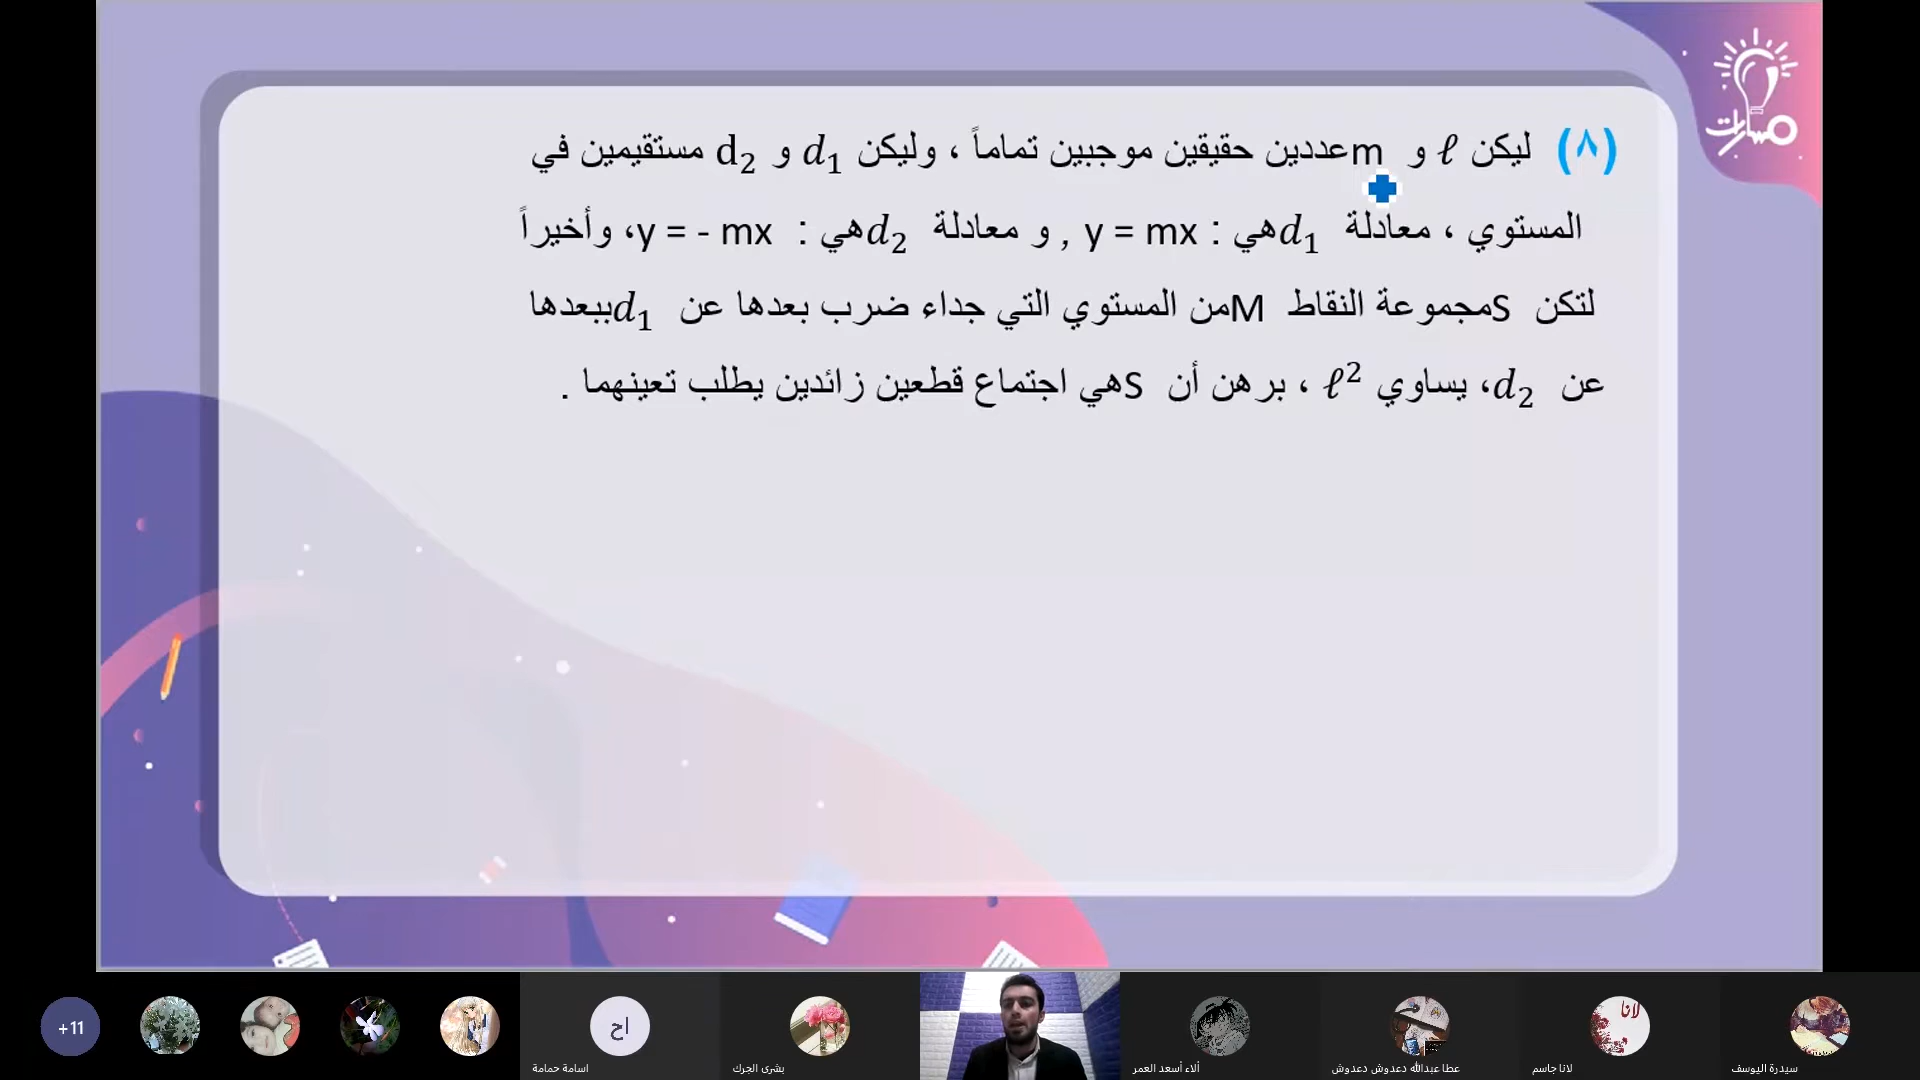 مسارات
(٨) ليكن ℓ و m عددين حقيقين موجبين تماماً ، وليكن d₁ و d₂ مستقيمين في
المستوي ، معادلة d₁ هي : y = mx , و معادلة d₂ هي : y = - mx، وأخيراً
لتكن S مجموعة النقاط M من المستوي التي جداء ضرب بعدها عن d₁ ببعدها
عن d₂، يساوي ℓ² ، برهن أن S هي اجتماع قطعين زائدين يطلب تعينهما .
+11
اح
اسامة حمامة
بشرى الجرك
ألاء أسعد العمر
عطا عبدالله دعدوش دعدوش
لانا
لانا جاسم
سيدرة اليوسف